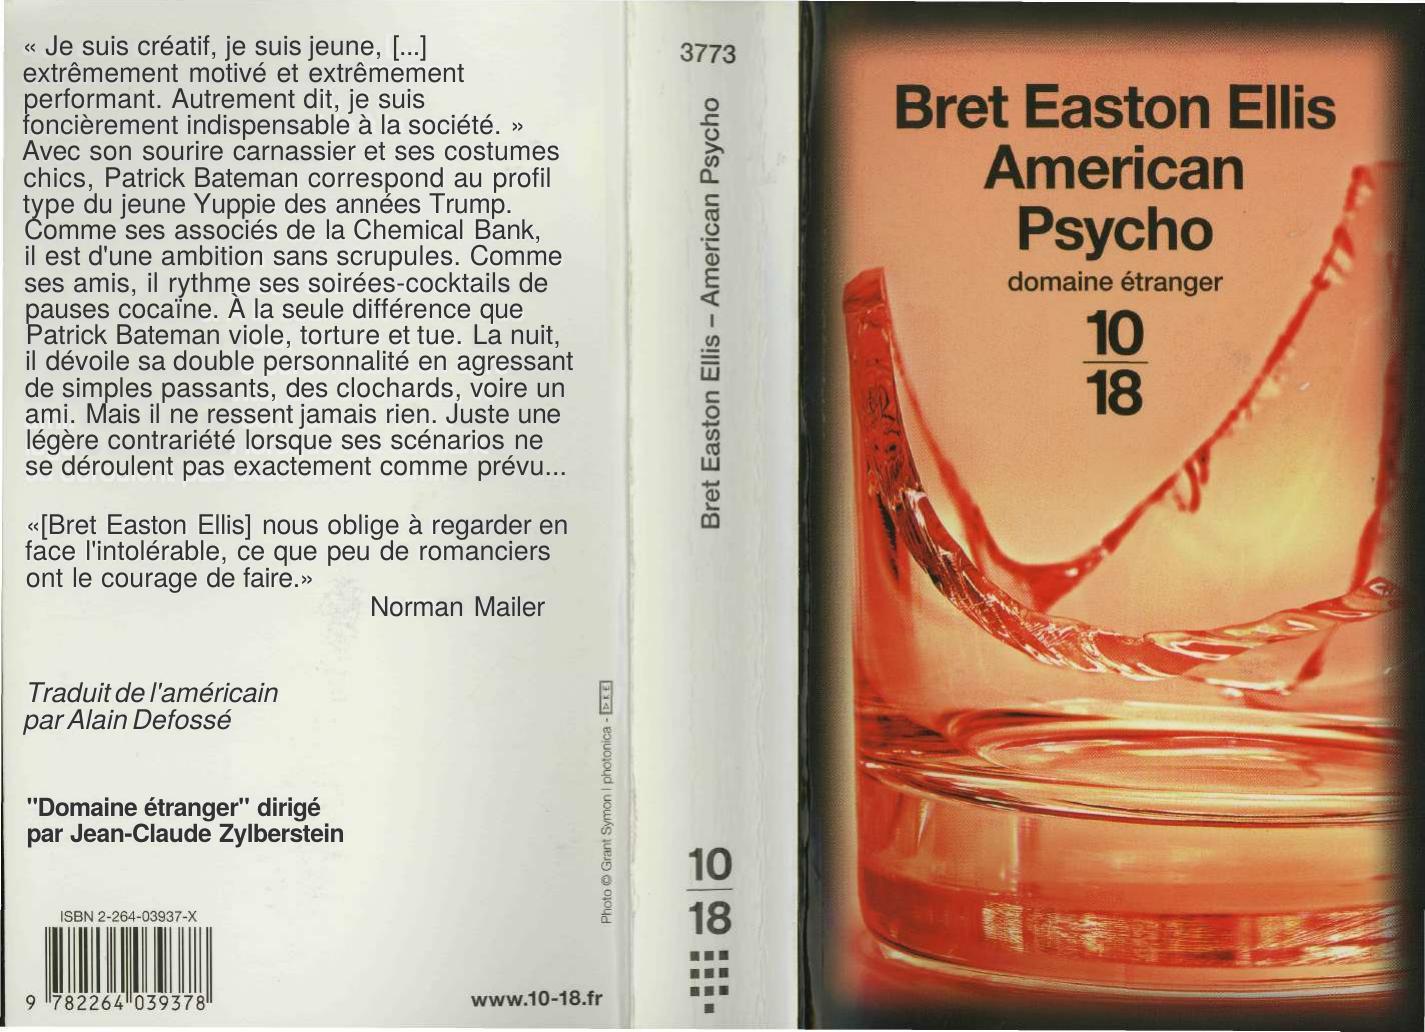 « Je suis créatif, je suis jeune, [...]
extrêmement motivé et extrêmement
performant. Autrement dit, je suis
foncièrement indispensable à la société. »
Avec son sourire carnassier et ses costumes
chics, Patrick Bateman correspond au profil
type du jeune Yuppie des années Trump.
Comme ses associés de la Chemical Bank,
il est d'une ambition sans scrupules. Comme
ses amis, il rythme ses soirées-cocktails de
pauses cocaïne. À la seule différence que
Patrick Bateman viole, torture et tue. La nuit,
il dévoile sa double personnalité en agressant
de simples passants, des clochards, voire un
ami. Mais il ne ressent jamais rien. Juste une
légère contrariété lorsque ses scénarios ne
se déroulent pas exactement comme prévu...
«[Bret Easton Ellis] nous oblige à regarder en
face l'intolérable, ce que peu de romanciers
ont le courage de faire.»
Norman Mailer
Traduit de l'américain
par Alain Defossé
"Domaine étranger" dirigé
par Jean-Claude Zylberstein
ISBN 2-264-03937-X
9 782264 039378
www.10-18.fr
Photo © Grant Symon | photonica -
3773
Bret Easton Ellis – American Psycho
10
18
Bret Easton Ellis
American
Psycho
domaine étranger
10
18